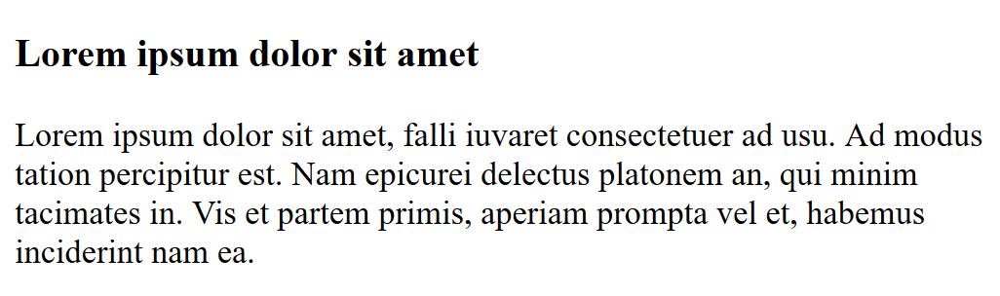 Lorem ipsum dolor sit amet
Lorem ipsum dolor sit amet, falli iuvaret consectetuer ad usu. Ad modus
tation percipitur est. Nam epicurei delectus platonem an, qui minim
tacimates in. Vis et partem primis, aperiam prompta vel et, habemus
inciderint nam ea.